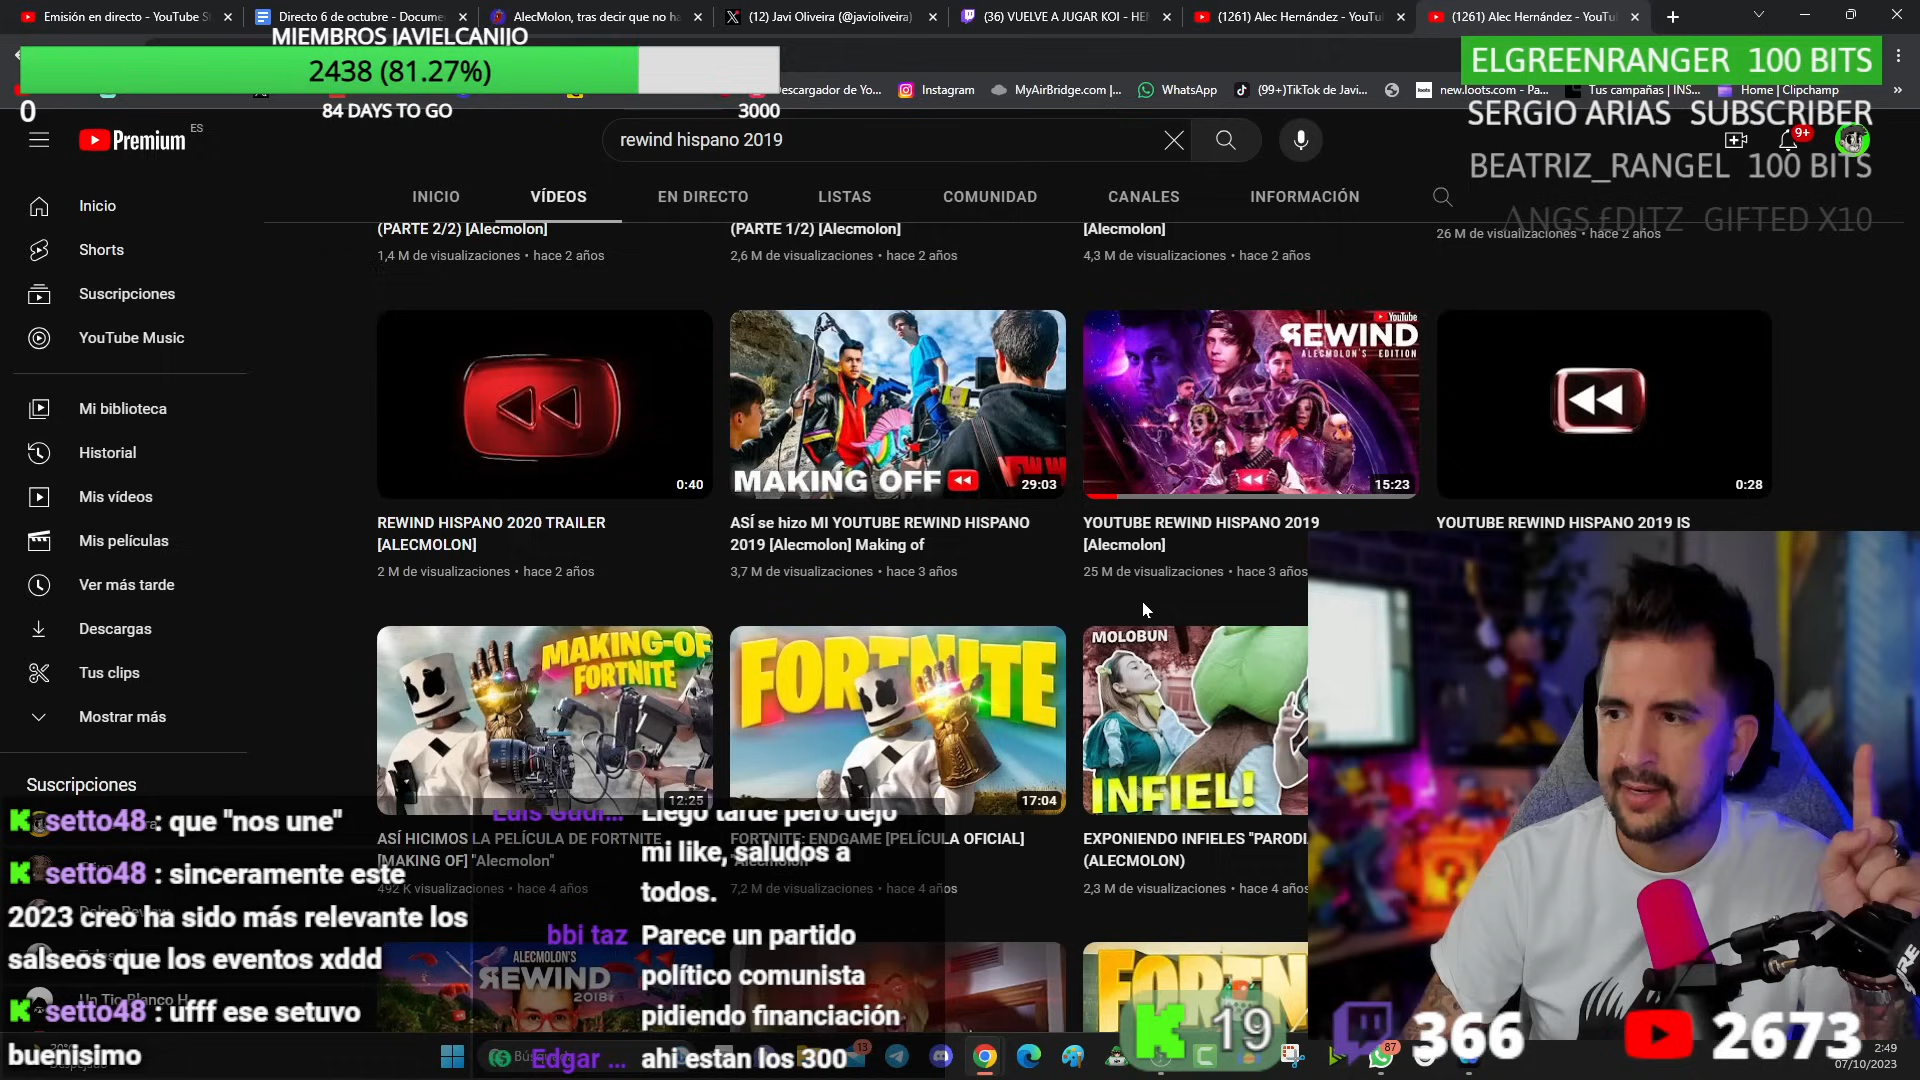 Emisión en directo - YouTube S
Directo 6 de octubre - Docume
AlecMolon, tras decir que no ha
(12) Javi Oliveira (@javioliveira)
(36) VUELVE A JUGAR KOI - HE
(1261) Alec Hernández - YouTu
(1261) Alec Hernández - YouTu
MIEMBROS JAVIELCANIJO
2438 (81.27%)
0
84 DAYS TO GO
3000
escargador de Yo...
Instagram
MyAirBridge.com |...
WhatsApp
(99+)TikTok de Javi...
new.loots.com - Pa...
Tus campañas | INS...
Home | Clipchamp
ELGREENRANGER 100 BITS
SERGIO ARIAS SUBSCRIBER
BEATRIZ_RANGEL 100 BITS
GIFTED X10
Premium
ES
rewind hispano 2019
9+
INICIO
VÍDEOS
EN DIRECTO
LISTAS
COMUNIDAD
CANALES
INFORMACIÓN
Inicio
Shorts
Suscripciones
YouTube Music
Mi biblioteca
Historial
Mis vídeos
Mis películas
Ver más tarde
Descargas
Tus clips
Mostrar más
Suscripciones
(PARTE 2/2) [Alecmolon]
1,4 M de visualizaciones • hace 2 años
(PARTE 1/2) [Alecmolon]
2,6 M de visualizaciones • hace 2 años
[Alecmolon]
4,3 M de visualizaciones • hace 2 años
26 M de visualizaciones • hace 2 años
0:40
REWIND HISPANO 2020 TRAILER
[ALECMOLON]
2 M de visualizaciones • hace 2 años
MAKING OFF
29:03
ASÍ se hizo MI YOUTUBE REWIND HISPANO
2019 [Alecmolon] Making of
3,7 M de visualizaciones • hace 3 años
YouTube
REWIND
ALECMOLON'S EDITION
15:23
YOUTUBE REWIND HISPANO 2019
[Alecmolon]
25 M de visualizaciones • hace 3 años
0:28
YOUTUBE REWIND HISPANO 2019 IS
MAKING-OF
FORTNITE
12:25
ASÍ HICIMOS LA PELÍCULA DE FORTNITE
[MAKING OF] "Alecmolon"
492 K visualizaciones • hace 4 años
FORTNITE
17:04
FORTNITE: ENDGAME [PELÍCULA OFICIAL]
7,2 M de visualizaciones • hace 4 años
MOLOBUN
INFIEL!
EXPONIENDO INFIELES "PARODI
(ALECMOLON)
2,3 M de visualizaciones • hace 4 años
ALECMOLON'S
REWIND
2018
FORTN
K setto48 : que "nos une"
K setto48 : sinceramente este
2023 creo ha sido más relevante los
salseos que los eventos xddd
K setto48 : ufff ese setuvo
buenisimo
Llego tarde pero dejo
mi like, saludos a
todos.
bbi taz Parece un partido
político comunista
pidiendo financiación
Edgar ... ahi estan los 300
13
K 19
87
366
2673
2:49
07/10/2023